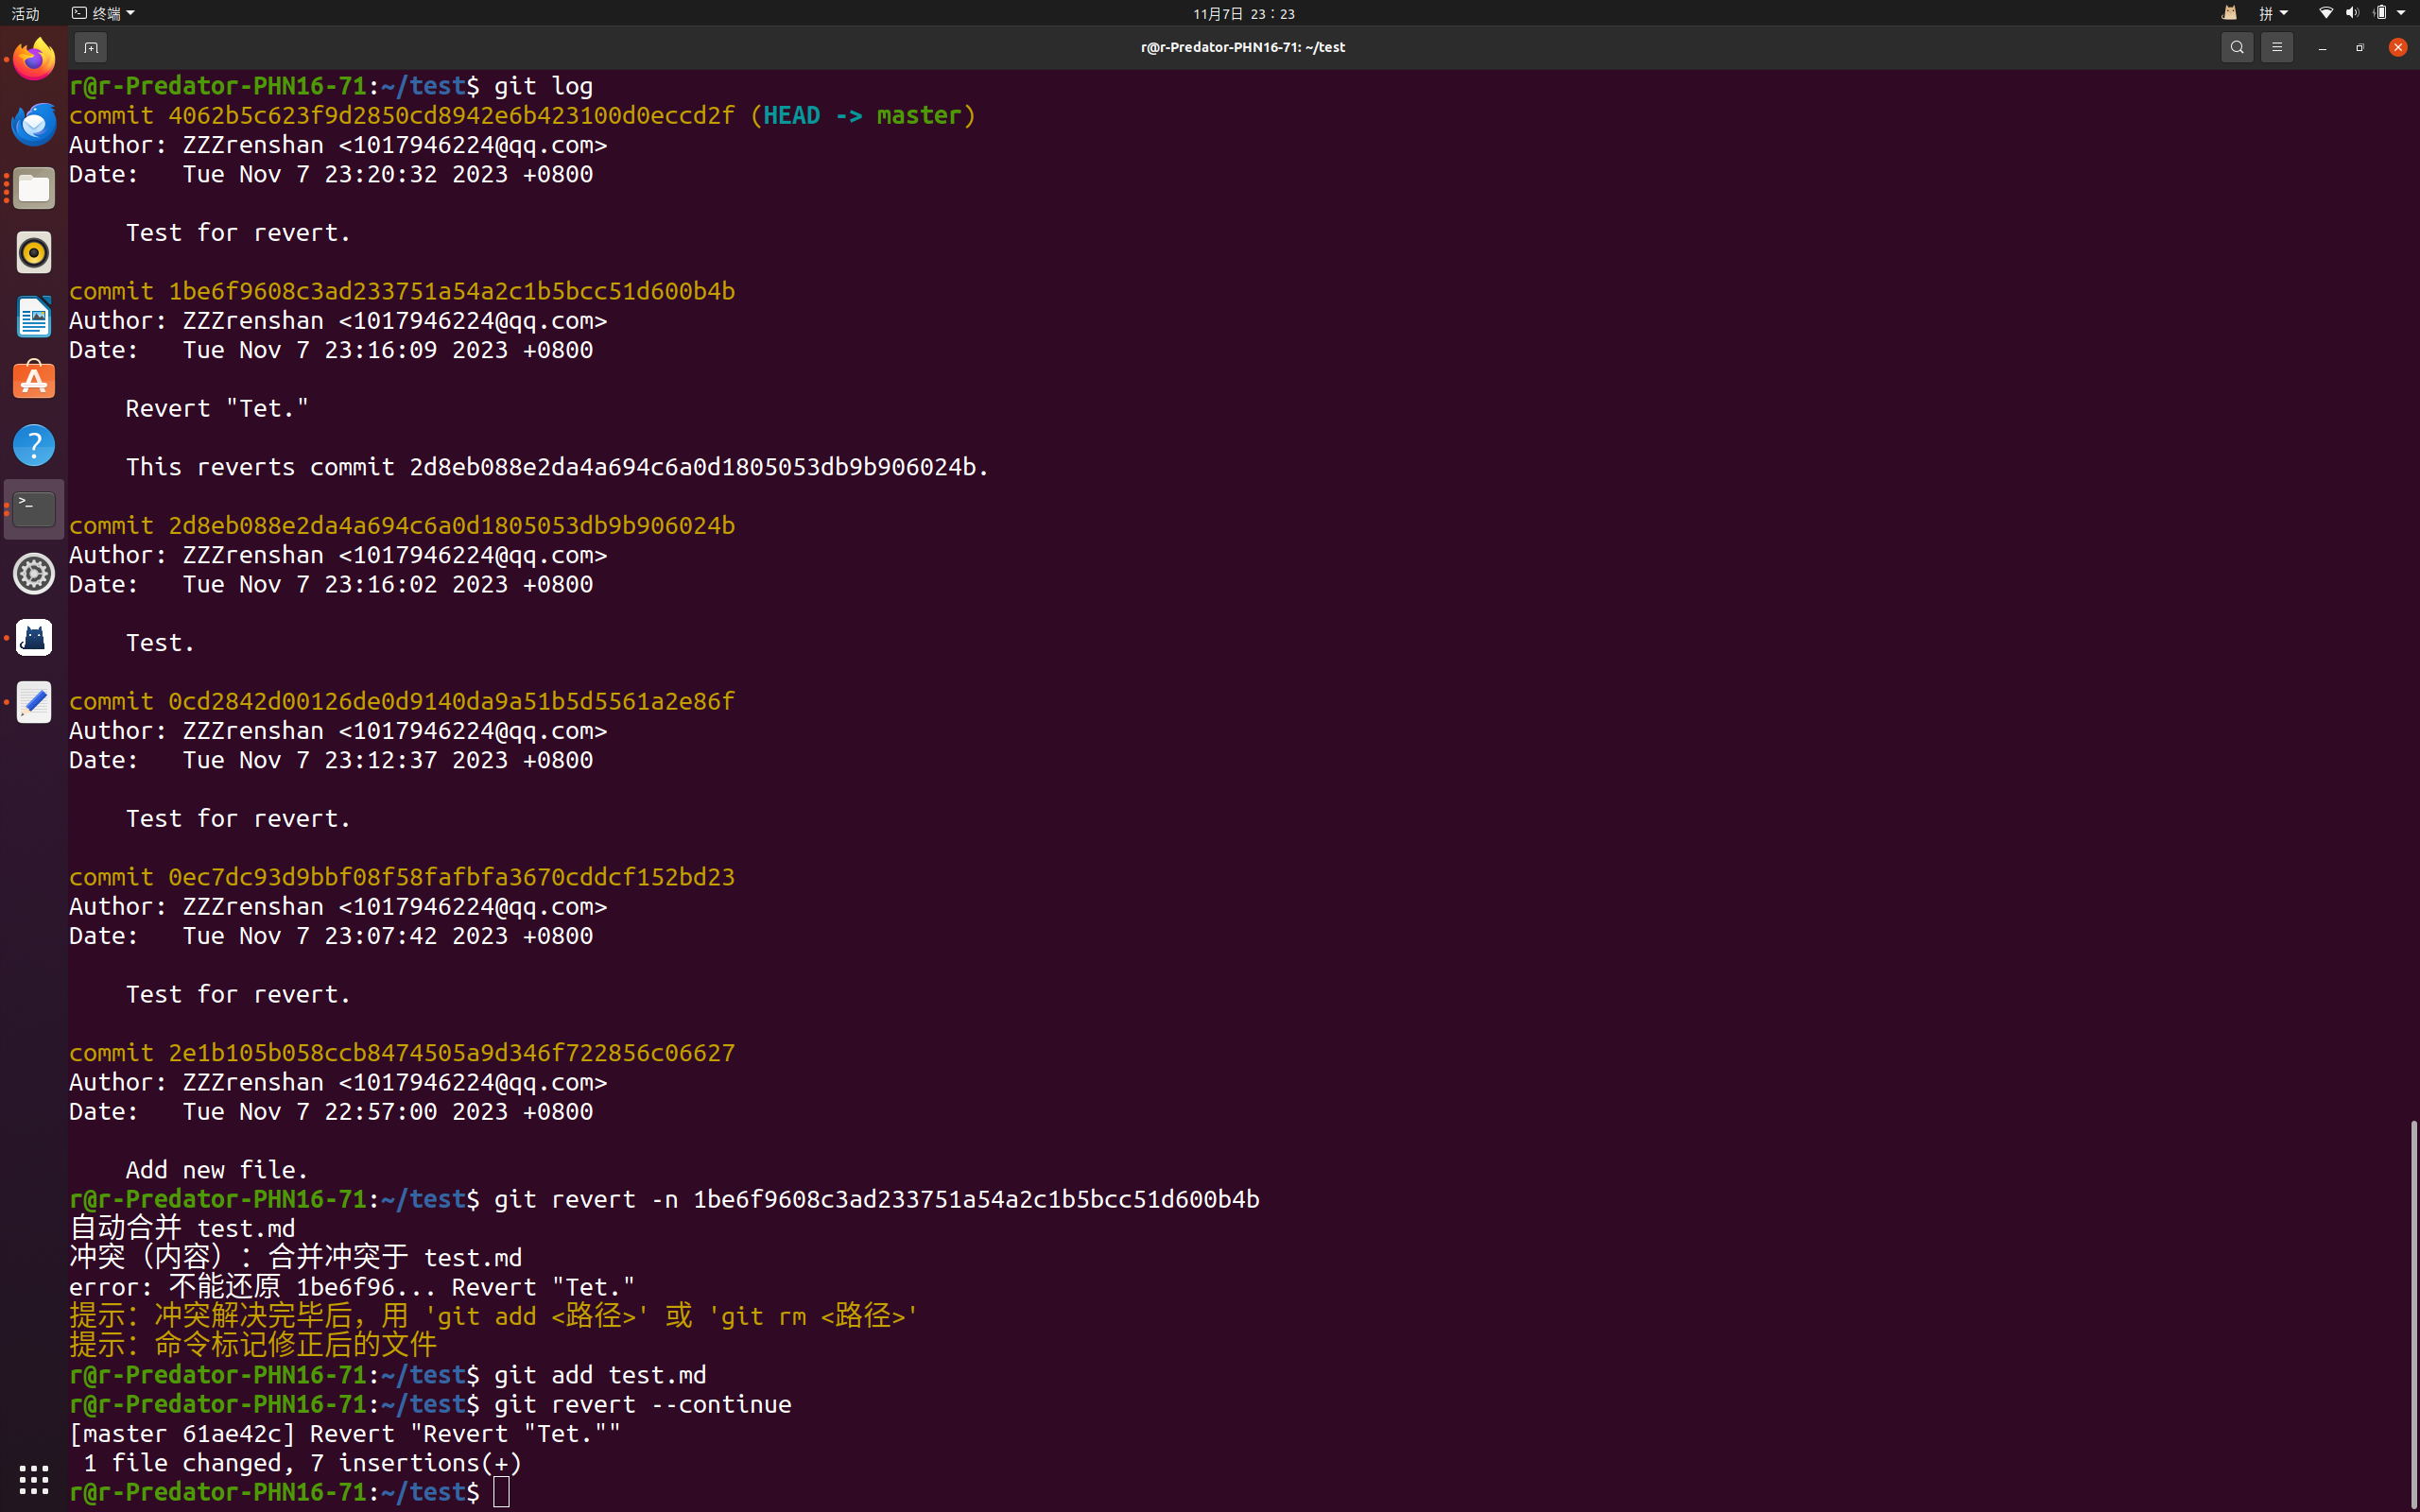 活动 终端 11月7日 23：23 拼
r@r-Predator-PHN16-71: ~/test
r@r-Predator-PHN16-71:~/test$ git log
commit 4062b5c623f9d2850cd8942e6b423100d0eccd2f (HEAD -> master)
Author: ZZZrenshan <1017946224@qq.com>
Date:   Tue Nov 7 23:20:32 2023 +0800
Test for revert.
commit 1be6f9608c3ad233751a54a2c1b5bcc51d600b4b
Author: ZZZrenshan <1017946224@qq.com>
Date:   Tue Nov 7 23:16:09 2023 +0800
Revert "Tet."
This reverts commit 2d8eb088e2da4a694c6a0d1805053db9b906024b.
commit 2d8eb088e2da4a694c6a0d1805053db9b906024b
Author: ZZZrenshan <1017946224@qq.com>
Date:   Tue Nov 7 23:16:02 2023 +0800
Test.
commit 0cd2842d00126de0d9140da9a51b5d5561a2e86f
Author: ZZZrenshan <1017946224@qq.com>
Date:   Tue Nov 7 23:12:37 2023 +0800
Test for revert.
commit 0ec7dc93d9bbf08f58fafbfa3670cddcf152bd23
Author: ZZZrenshan <1017946224@qq.com>
Date:   Tue Nov 7 23:07:42 2023 +0800
Test for revert.
commit 2e1b105b058ccb8474505a9d346f722856c06627
Author: ZZZrenshan <1017946224@qq.com>
Date:   Tue Nov 7 22:57:00 2023 +0800
Add new file.
r@r-Predator-PHN16-71:~/test$ git revert -n 1be6f9608c3ad233751a54a2c1b5bcc51d600b4b
自动合并 test.md
冲突（内容）：合并冲突于 test.md
error: 不能还原 1be6f96... Revert "Tet."
提示：冲突解决完毕后，用 'git add <路径>' 或 'git rm <路径>'
提示：命令标记修正后的文件
r@r-Predator-PHN16-71:~/test$ git add test.md
r@r-Predator-PHN16-71:~/test$ git revert --continue
[master 61ae42c] Revert "Revert "Tet.""
 1 file changed, 7 insertions(+)
r@r-Predator-PHN16-71:~/test$